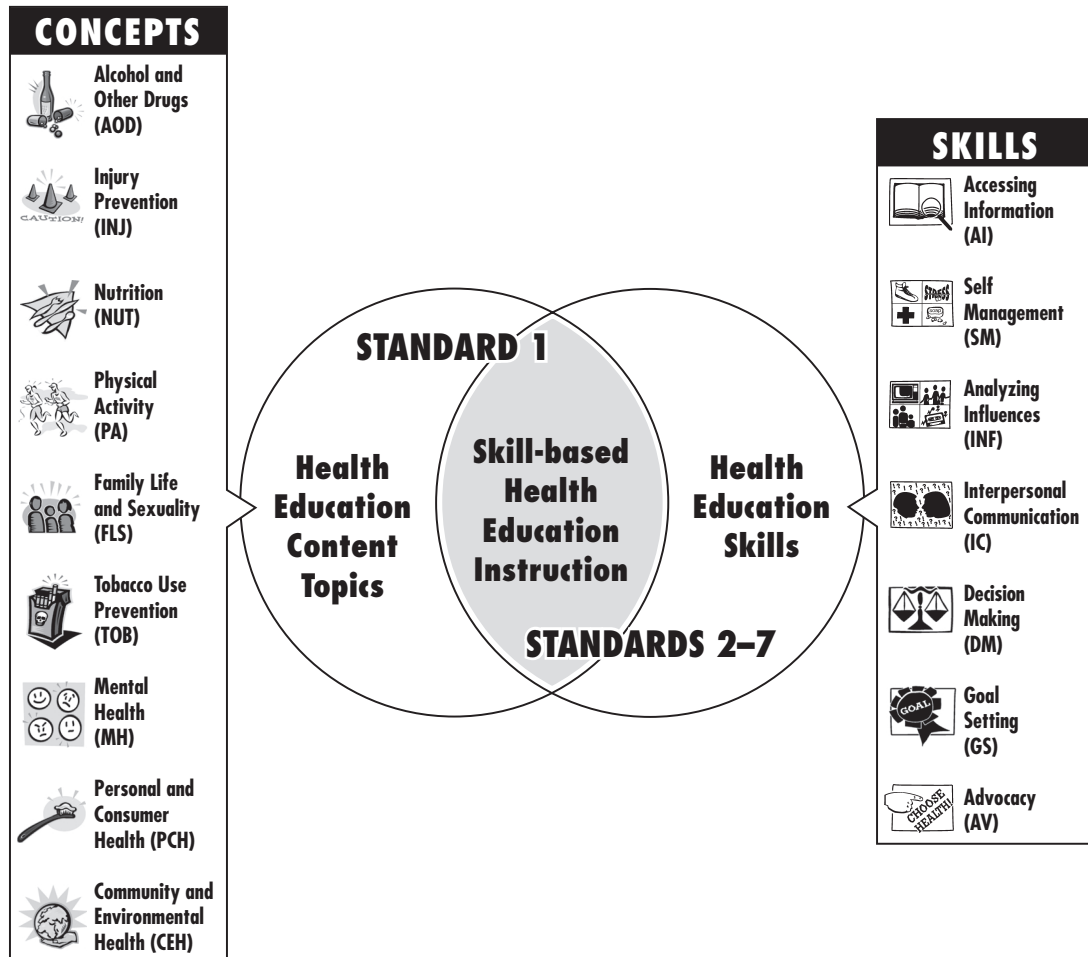 CONCEPTS
Alcohol and
Other Drugs
(AOD)
CAUTION!
Injury
Prevention
(INJ)
Nutrition
(NUT)
Physical
Activity
(PA)
Family Life
and Sexuality
(FLS)
Tobacco Use
Prevention
(TOB)
Mental
Health
(MH)
Personal and
Consumer
Health (PCH)
Community and
Environmental
Health (CEH)
STANDARD 1
Health
Education
Content
Topics
Skill-based
Health
Education
Instruction
Health
Education
Skills
STANDARDS 2–7
SKILLS
Accessing
Information
(AI)
STRESS
Self
Management
(SM)
Analyzing
Influences
(INF)
Interpersonal
Communication
(IC)
Decision
Making
(DM)
GOAL
Goal
Setting
(GS)
CHOOSE
HEALTH!
Advocacy
(AV)